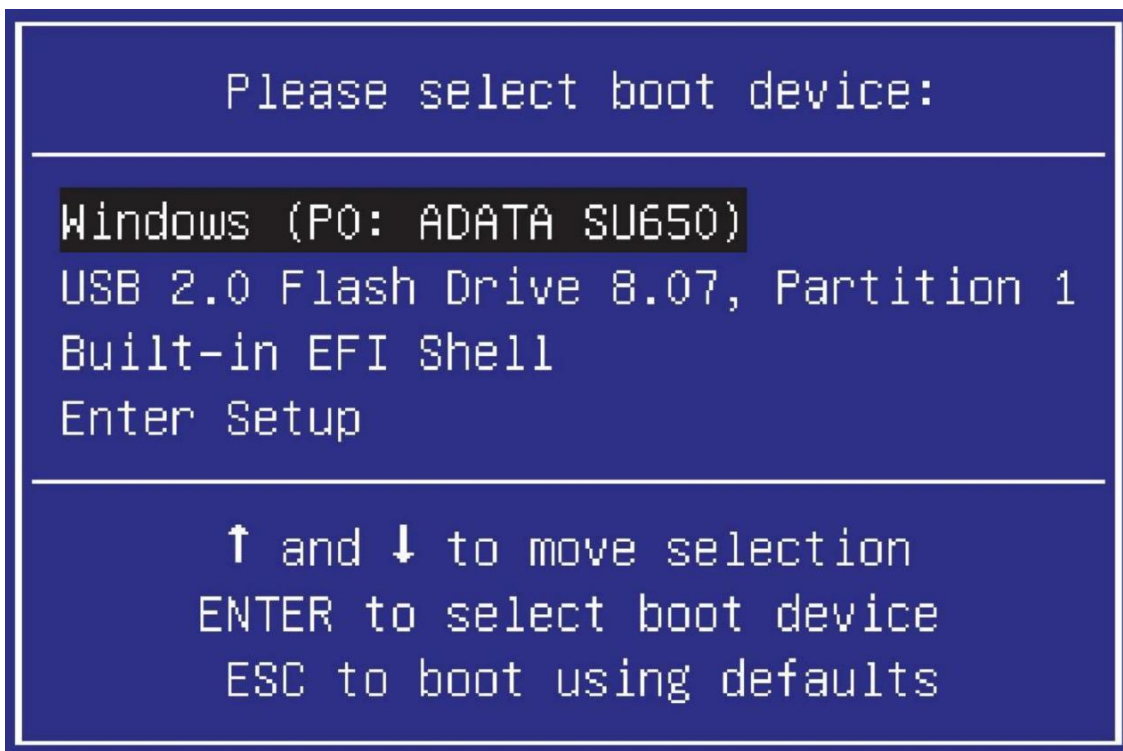 Please select boot device:
Windows (P0: ADATA SU650)
USB 2.0 Flash Drive 8.07, Partition 1
Built-in EFI Shell
Enter Setup
↑ and ↓ to move selection
ENTER to select boot device
ESC to boot using defaults